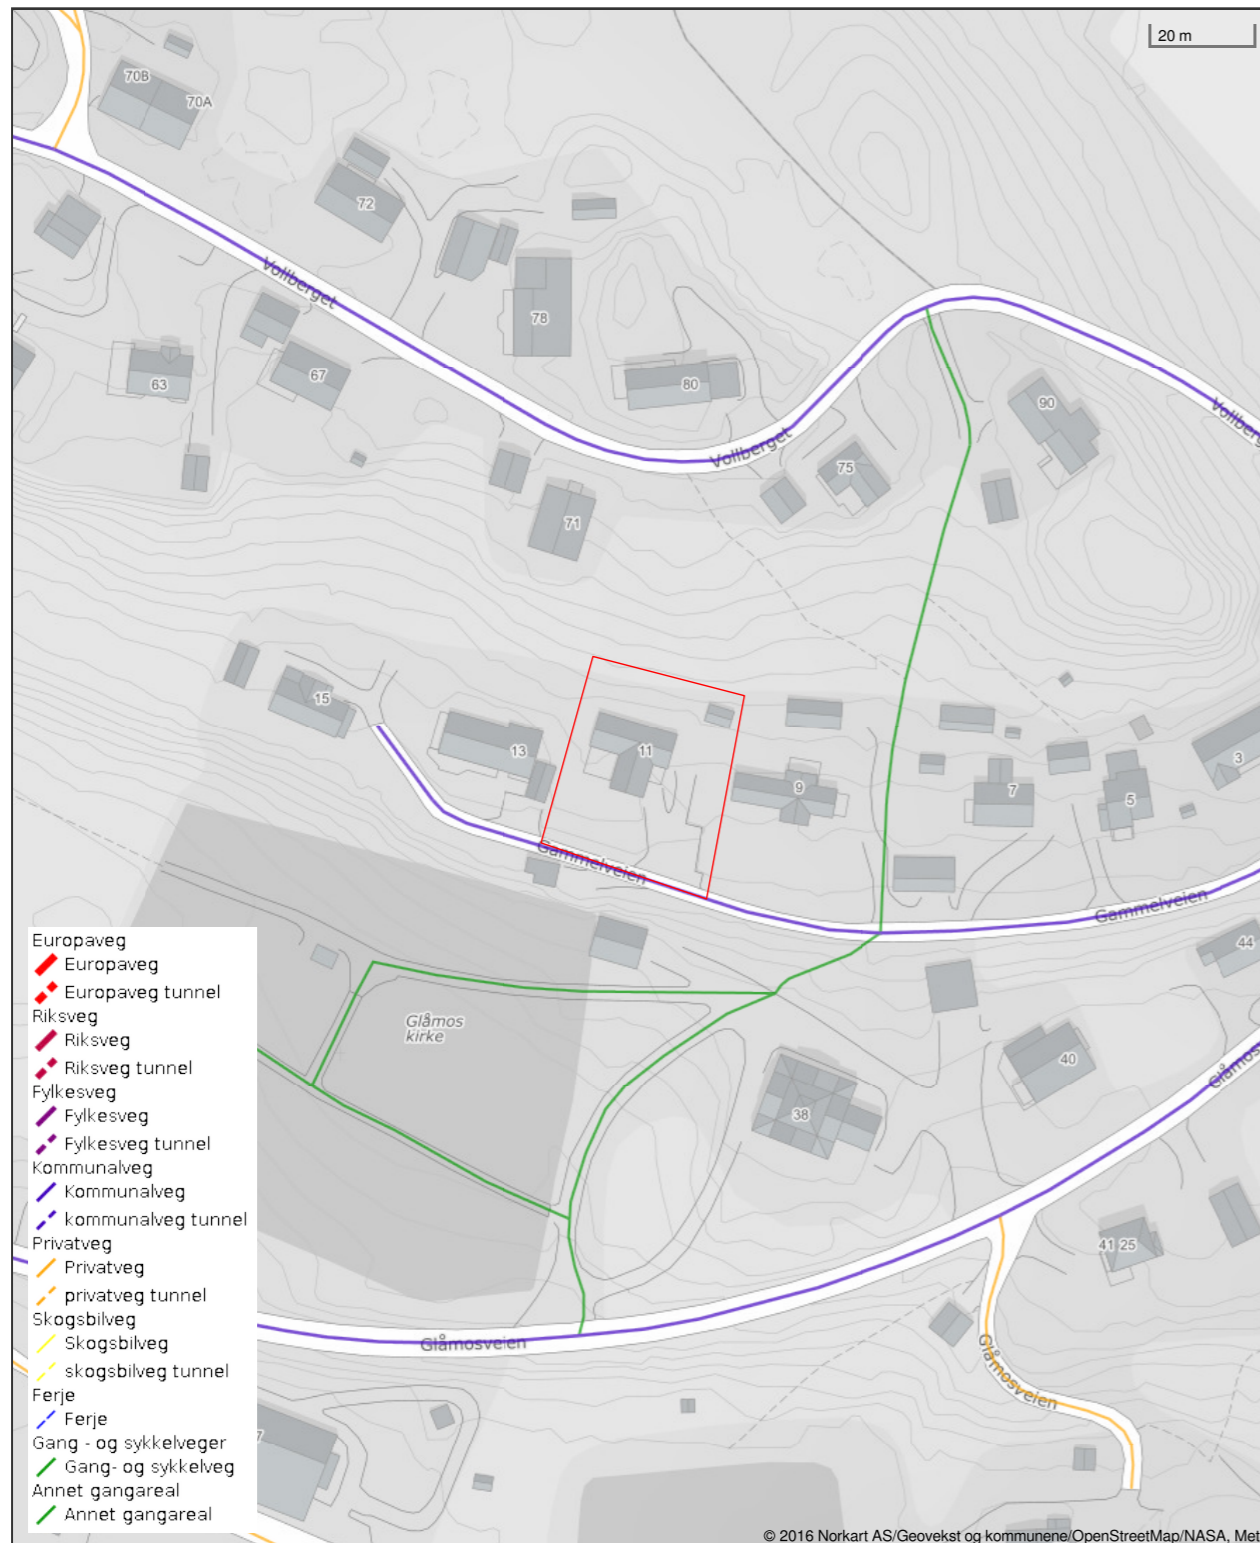 20 m
70B
70A
72
Vollberget
78
63
67
80
90
Vollberget
75
71
15
13
11
9
7
5
3
Gammelveien
Gammelveien
44
Glåmos
kirke
40
38
41 25
Glåmosveien
Glåmosveien
Europaveg
Europaveg
Europaveg tunnel
Riksveg
Riksveg
Riksveg tunnel
Fylkesveg
Fylkesveg
Fylkesveg tunnel
Kommunalveg
Kommunalveg
kommunalveg tunnel
Privatveg
Privatveg
privatveg tunnel
Skogsbilveg
Skogsbilveg
skogsbilveg tunnel
Ferje
Ferje
Gang - og sykkelveger
Gang- og sykkelveg
Annet gangareal
Annet gangareal
© 2016 Norkart AS/Geovekst og kommunene/OpenStreetMap/NASA, Met